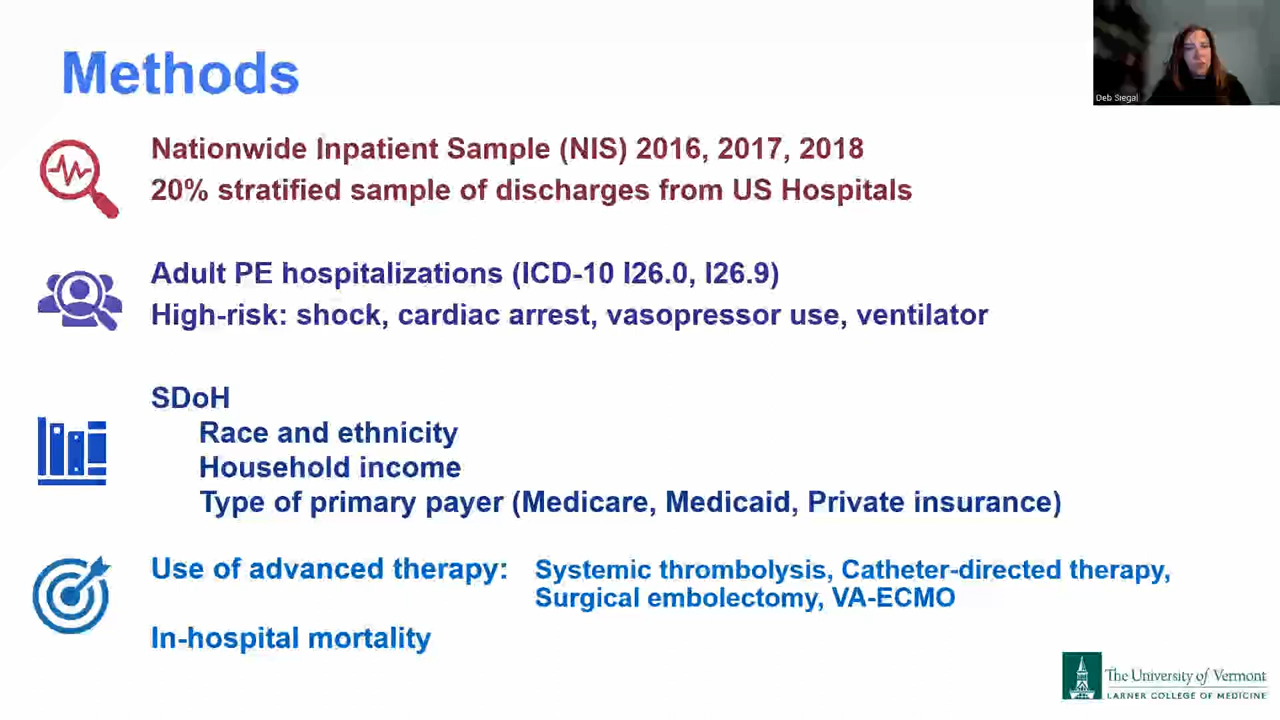 Methods
Deb Siegal
Nationwide Inpatient Sample (NIS) 2016, 2017, 2018
20% stratified sample of discharges from US Hospitals
Adult PE hospitalizations (ICD-10 I26.0, I26.9)
High-risk: shock, cardiac arrest, vasopressor use, ventilator
SDoH
Race and ethnicity
Household income
Type of primary payer (Medicare, Medicaid, Private insurance)
Use of advanced therapy: Systemic thrombolysis, Catheter-directed therapy,
Surgical embolectomy, VA-ECMO
In-hospital mortality
The University of Vermont
LARNER COLLEGE OF MEDICINE